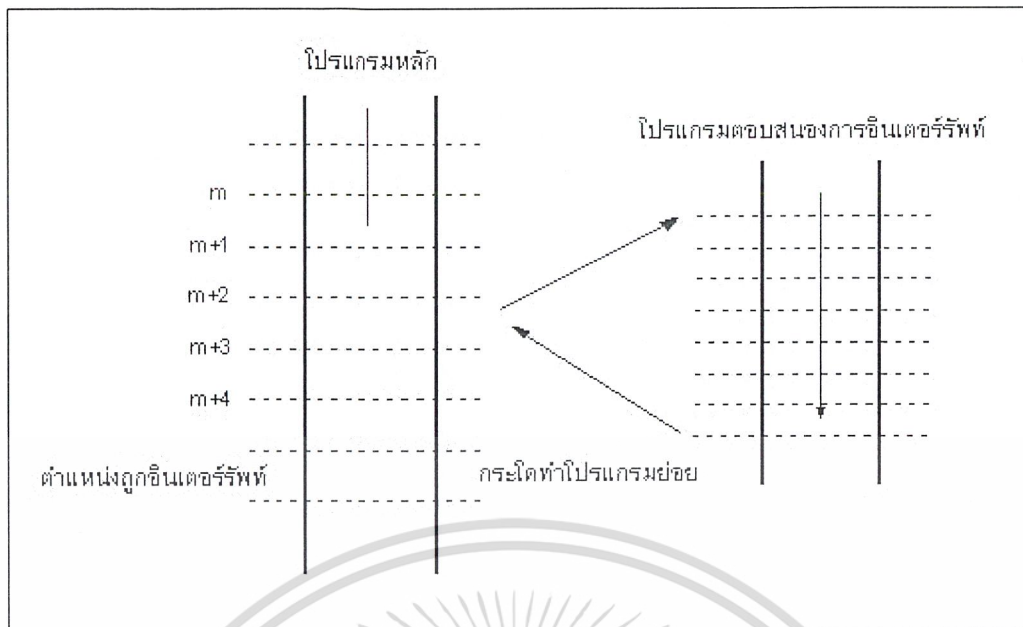 โปรแกรมหลัก
โปรแกรมตอบสนองการอินเตอร์รัพท์
m
m+1
m+2
m+3
m+4
ตำแหน่งถูกอินเตอร์รัพท์
กระโดทำโปรแกรมย่อย